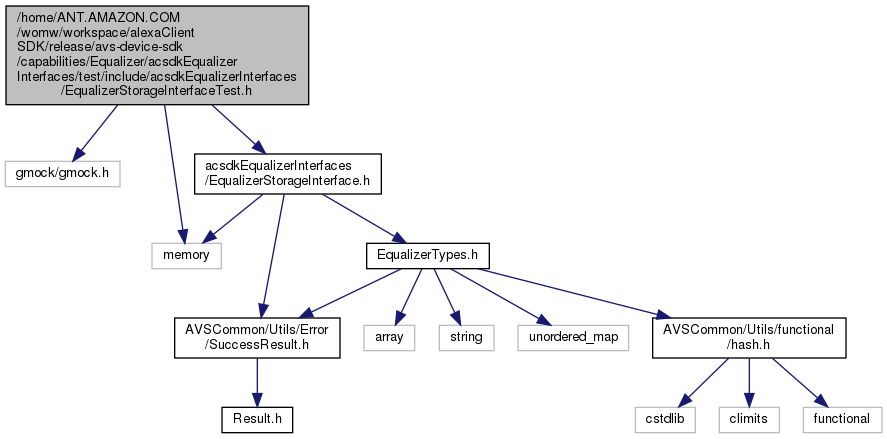 /home/ANT.AMAZON.COM
/womw/workspace/alexaClient
SDK/release/avs-device-sdk
/capabilities/Equalizer/acsdkEqualizer
Interfaces/test/include/acsdkEqualizerInterfaces
/EqualizerStorageInterfaceTest.h
gmock/gmock.h
acsdkEqualizerInterfaces
/EqualizerStorageInterface.h
memory
EqualizerTypes.h
AVSCommon/Utils/Error
/SuccessResult.h
array
string
unordered_map
AVSCommon/Utils/functional
/hash.h
Result.h
cstdlib
climits
functional